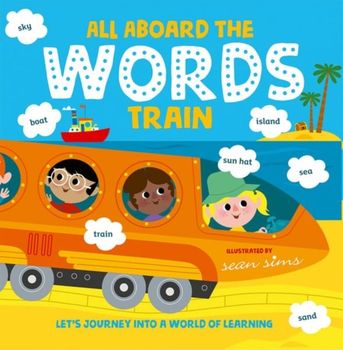 sky
ALL ABOARD THE
WORDS
TRAIN
boat
island
sun hat
sea
train
ILLUSTRATED BY
sean sims
sand
LET'S JOURNEY INTO A WORLD OF LEARNING